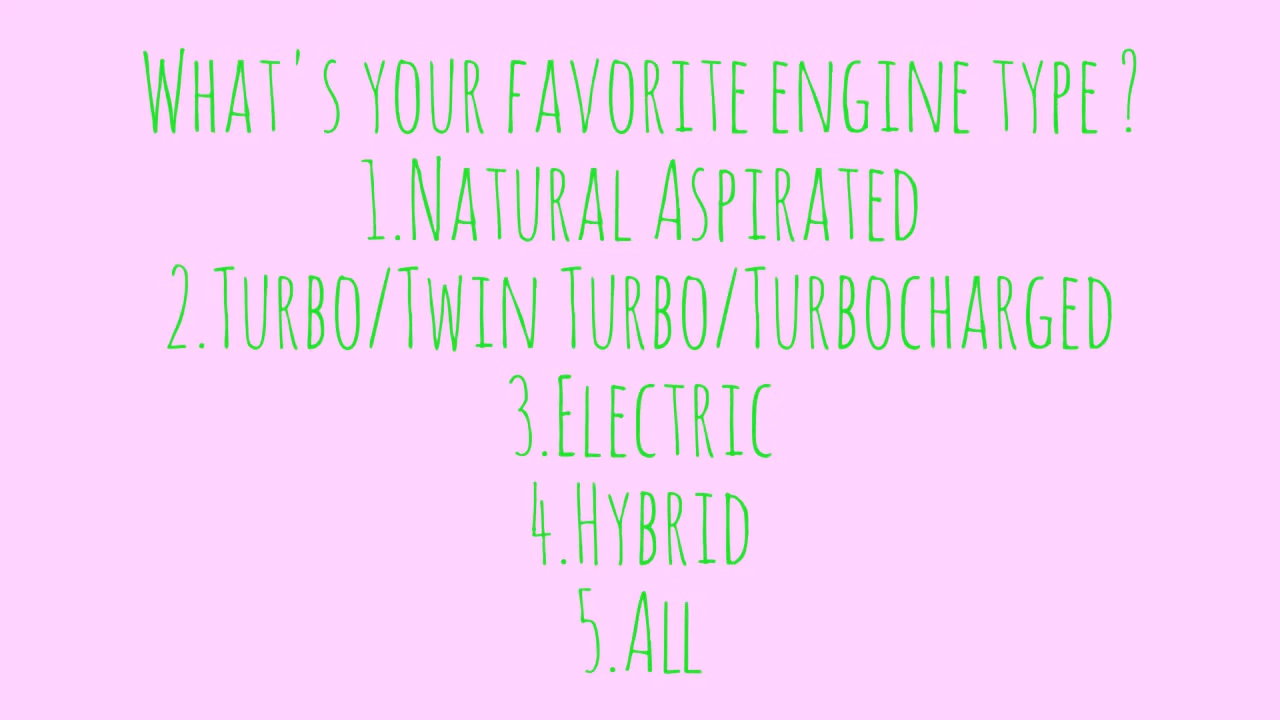 What's your favorite engine type ?
1.Natural Aspirated
2.Turbo/Twin Turbo/Turbocharged
3.Electric
4.Hybrid
5.All